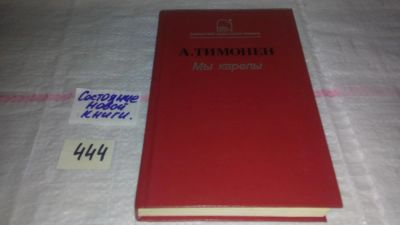 А.ТИМОНЕН
Мы карелы
Состояние
новой
книги.
444